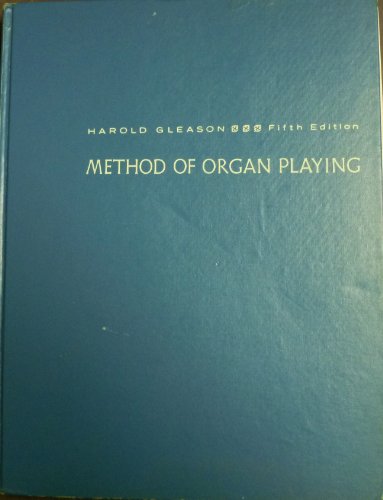 HAROLD GLEASON Fifth Edition
METHOD OF ORGAN PLAYING